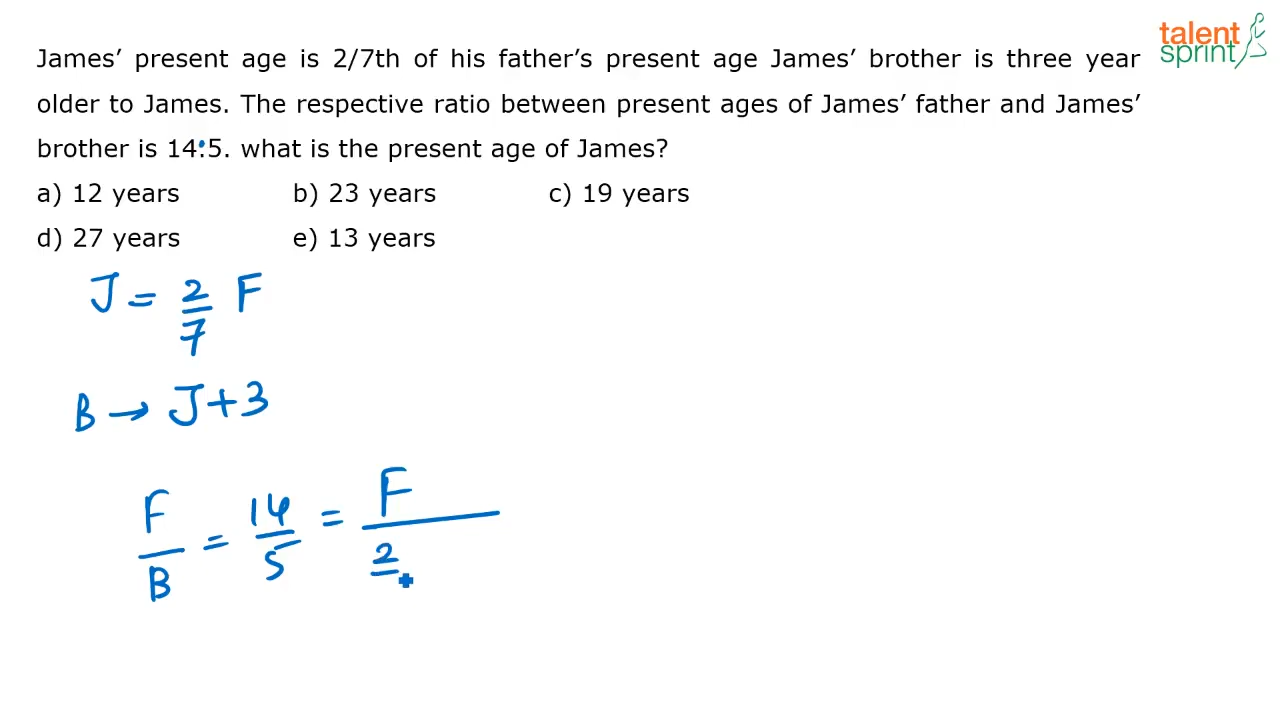 talent
sprint
James’ present age is 2/7th of his father’s present age James’ brother is three year
older to James. The respective ratio between present ages of James’ father and James’
brother is 14:5. what is the present age of James?
a) 12 years b) 23 years c) 19 years
d) 27 years e) 13 years
J = 2/7 F
B → J+3
F/B = 14/5 = F/2